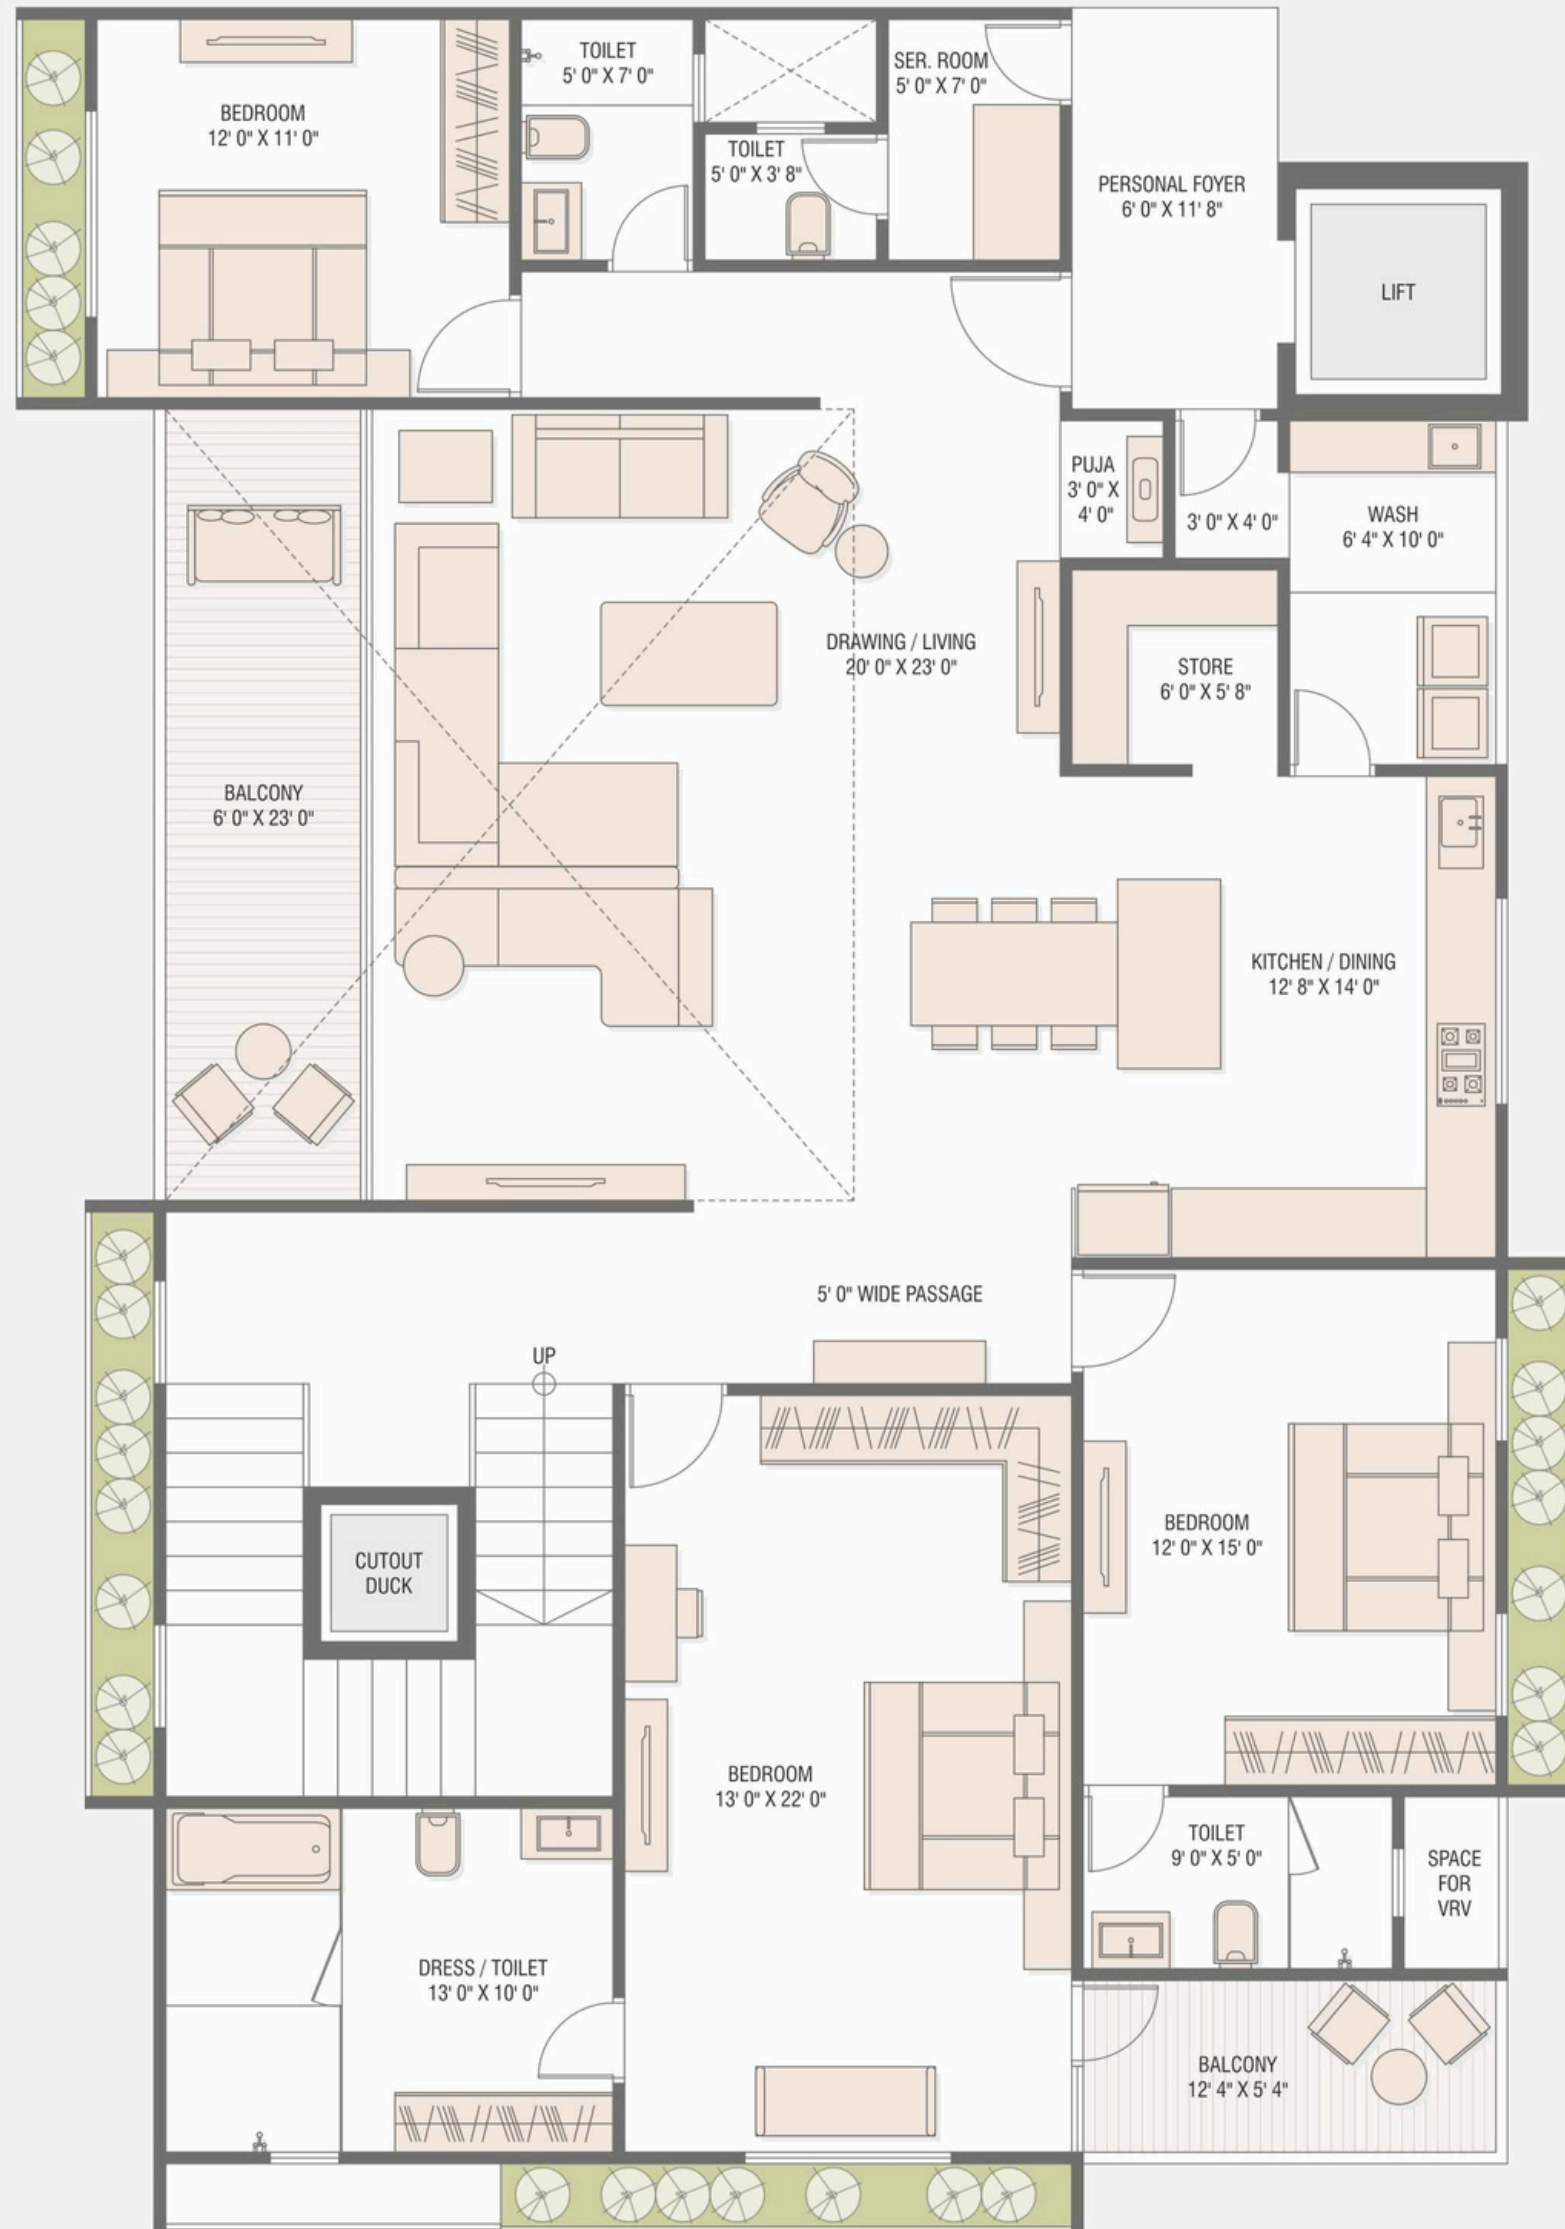 TOILET
5' 0" X 7' 0"
SER. ROOM
5' 0" X 7' 0"
BEDROOM
12' 0" X 11' 0"
TOILET
5' 0" X 3' 8"
PERSONAL FOYER
6' 0" X 11' 8"
LIFT
PUJA
3' 0" X
4' 0"
3' 0" X 4' 0"
WASH
6' 4" X 10' 0"
DRAWING / LIVING
20' 0" X 23' 0"
STORE
6' 0" X 5' 8"
BALCONY
6' 0" X 23' 0"
KITCHEN / DINING
12' 8" X 14' 0"
5' 0" WIDE PASSAGE
UP
CUTOUT
DUCK
BEDROOM
12' 0" X 15' 0"
BEDROOM
13' 0" X 22' 0"
TOILET
9' 0" X 5' 0"
SPACE
FOR
VRV
DRESS / TOILET
13' 0" X 10' 0"
BALCONY
12' 4" X 5' 4"